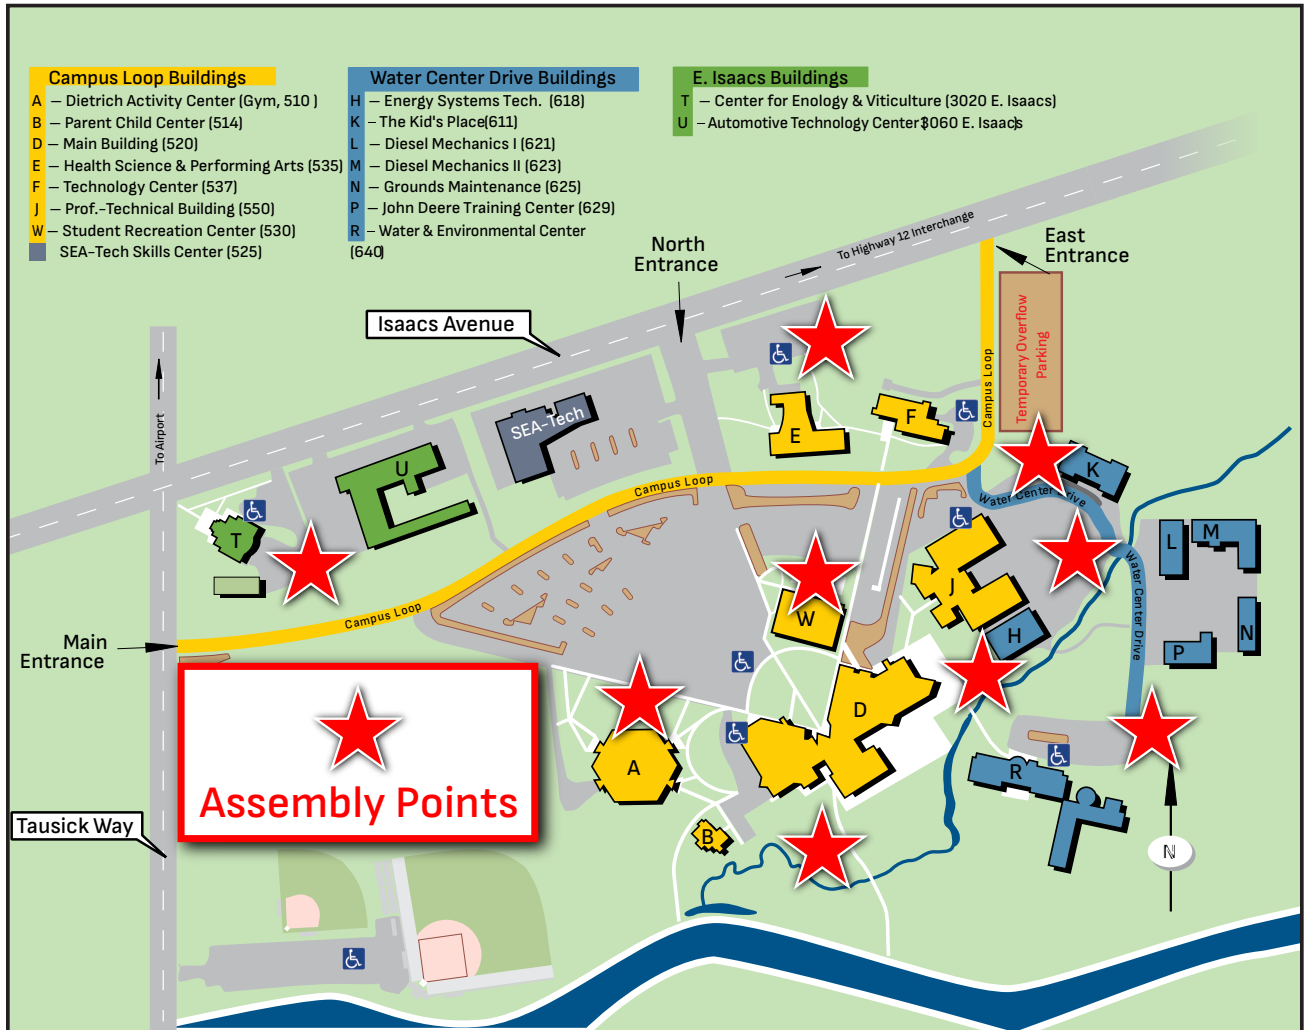 Campus Loop Buildings
A – Dietrich Activity Center (Gym, 510 )
B – Parent Child Center (514)
D – Main Building (520)
E – Health Science & Performing Arts (535)
F – Technology Center (537)
J – Prof.-Technical Building (550)
W – Student Recreation Center (530)
SEA-Tech Skills Center (525)
Water Center Drive Buildings
H – Energy Systems Tech. (618)
K – The Kid's Place(611)
L – Diesel Mechanics I (621)
M – Diesel Mechanics II (623)
N – Grounds Maintenance (625)
P – John Deere Training Center (629)
R – Water & Environmental Center
(640)
E. Isaacs Buildings
T – Center for Enology & Viticulture (3020 E. Isaacs)
U – Automotive Technology Center (3060 E. Isaacs)
To Highway 12 Interchange
North
Entrance
East
Entrance
Isaacs Avenue
Temporary Overflow
Parking
Campus Loop
To Airport
SEA-Tech
E
F
U
K
Campus Loop
Water Center Drive
T
L
M
J
Water Center Drive
Campus Loop
W
H
N
P
Main
Entrance
D
A
R
Assembly Points
Tausick Way
B
N